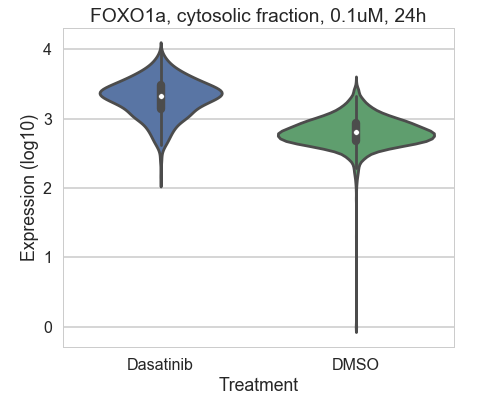 FOXO1a, cytosolic fraction, 0.1uM, 24h
4
3
2
1
0
Expression (log10)
Dasatinib
DMSO
Treatment